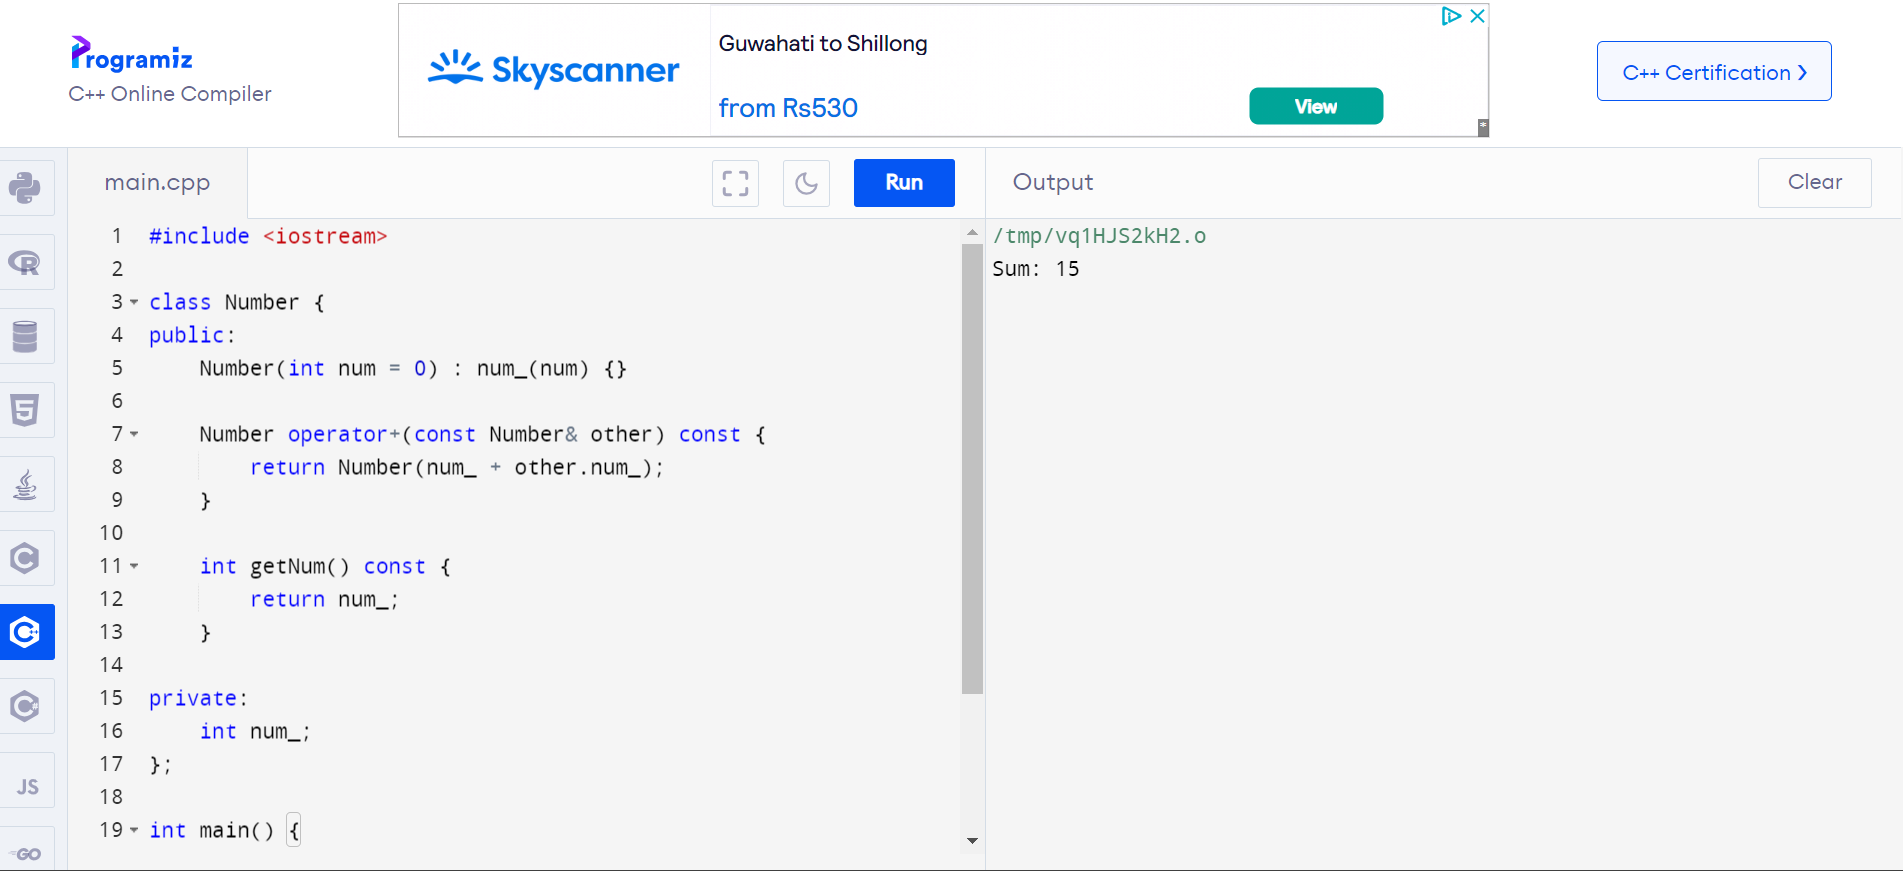 Programiz
C++ Online Compiler
Skyscanner
Guwahati to Shillong
from Rs530
View
C++ Certification
main.cpp
Run
Output
Clear
1 #include <iostream>
2
3 class Number {
4 public:
5     Number(int num = 0) : num_(num) {}
6
7     Number operator+(const Number& other) const {
8         return Number(num_ + other.num_);
9     }
10
11     int getNum() const {
12         return num_;
13     }
14
15 private:
16     int num_;
17 };
18
19 int main() {
/tmp/vq1HJS2kH2.o
Sum: 15
R
5
C
C++
C#
JS
GO